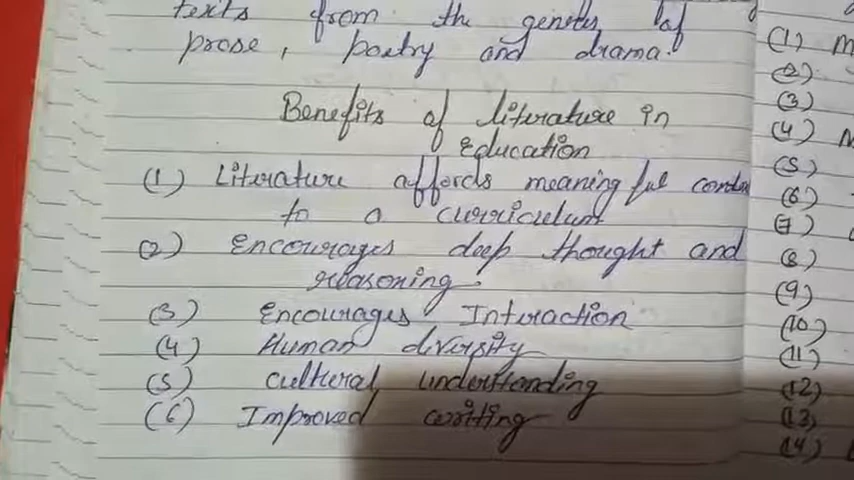 texts from the genres of
prose, poetry and drama.
Benefits of literature in
Education
(1) Literature affords meaningful
to a curriculum
(2) Encourages deep thought and
reasoning.
(3) Encourages Interaction
(4) Human diversity
(5) cultural understanding
(6) Improved writing
(1) M
(2)
(3)
(4)
(5)
(6)
(7)
(8)
(9)
(10)
(11)
(12)
(13)
(14)